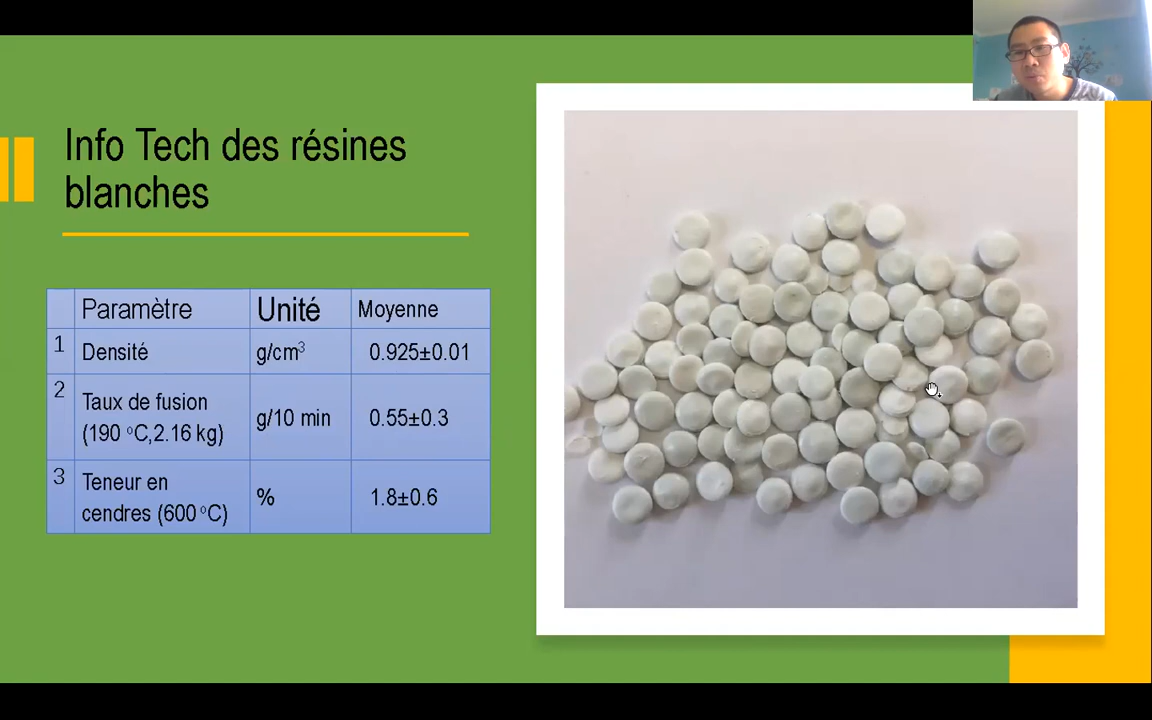 Info Tech des résines
blanches
Paramètre Unité Moyenne
1 Densité g/cm³ 0.925±0.01
2 Taux de fusion
(190 ºC,2.16 kg) g/10 min 0.55±0.3
3 Teneur en
cendres (600 ºC) % 1.8±0.6